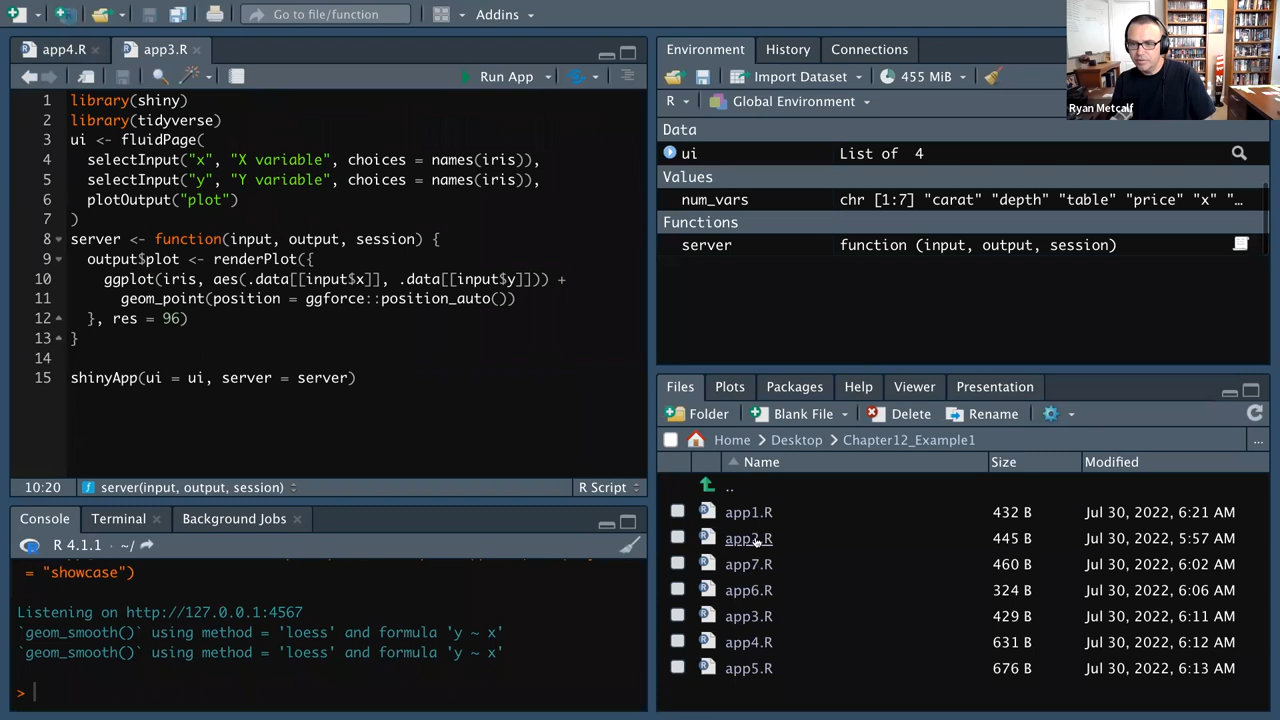 Go to file/function
Addins
app4.R
app3.R
Run App
1 library(shiny)
2 library(tidyverse)
3 ui <- fluidPage(
4 selectInput("x", "X variable", choices = names(iris)),
5 selectInput("y", "Y variable", choices = names(iris)),
6 plotOutput("plot")
7 )
8 server <- function(input, output, session) {
9 output$plot <- renderPlot({
10 ggplot(iris, aes(.data[[input$x]], .data[[input$y]])) +
11 geom_point(position = ggforce::position_auto())
12 }, res = 96)
13 }
14
15 shinyApp(ui = ui, server = server)
10:20 server(input, output, session) R Script
Console Terminal Background Jobs
R 4.1.1 · ~/
= "showcase")
Listening on http://127.0.0.1:4567
`geom_smooth()` using method = 'loess' and formula 'y ~ x'
`geom_smooth()` using method = 'loess' and formula 'y ~ x'
>
Environment History Connections
Import Dataset 455 MiB
R Global Environment
Data
ui List of 4
Values
num_vars chr [1:7] "carat" "depth" "table" "price" "x" "…
Functions
server function (input, output, session)
Ryan Metcalf
Files Plots Packages Help Viewer Presentation
Folder Blank File Delete Rename
Home Desktop Chapter12_Example1 ...
Name Size Modified
..
app1.R 432 B Jul 30, 2022, 6:21 AM
app2.R 445 B Jul 30, 2022, 5:57 AM
app7.R 460 B Jul 30, 2022, 6:02 AM
app6.R 324 B Jul 30, 2022, 6:06 AM
app3.R 429 B Jul 30, 2022, 6:11 AM
app4.R 631 B Jul 30, 2022, 6:12 AM
app5.R 676 B Jul 30, 2022, 6:13 AM